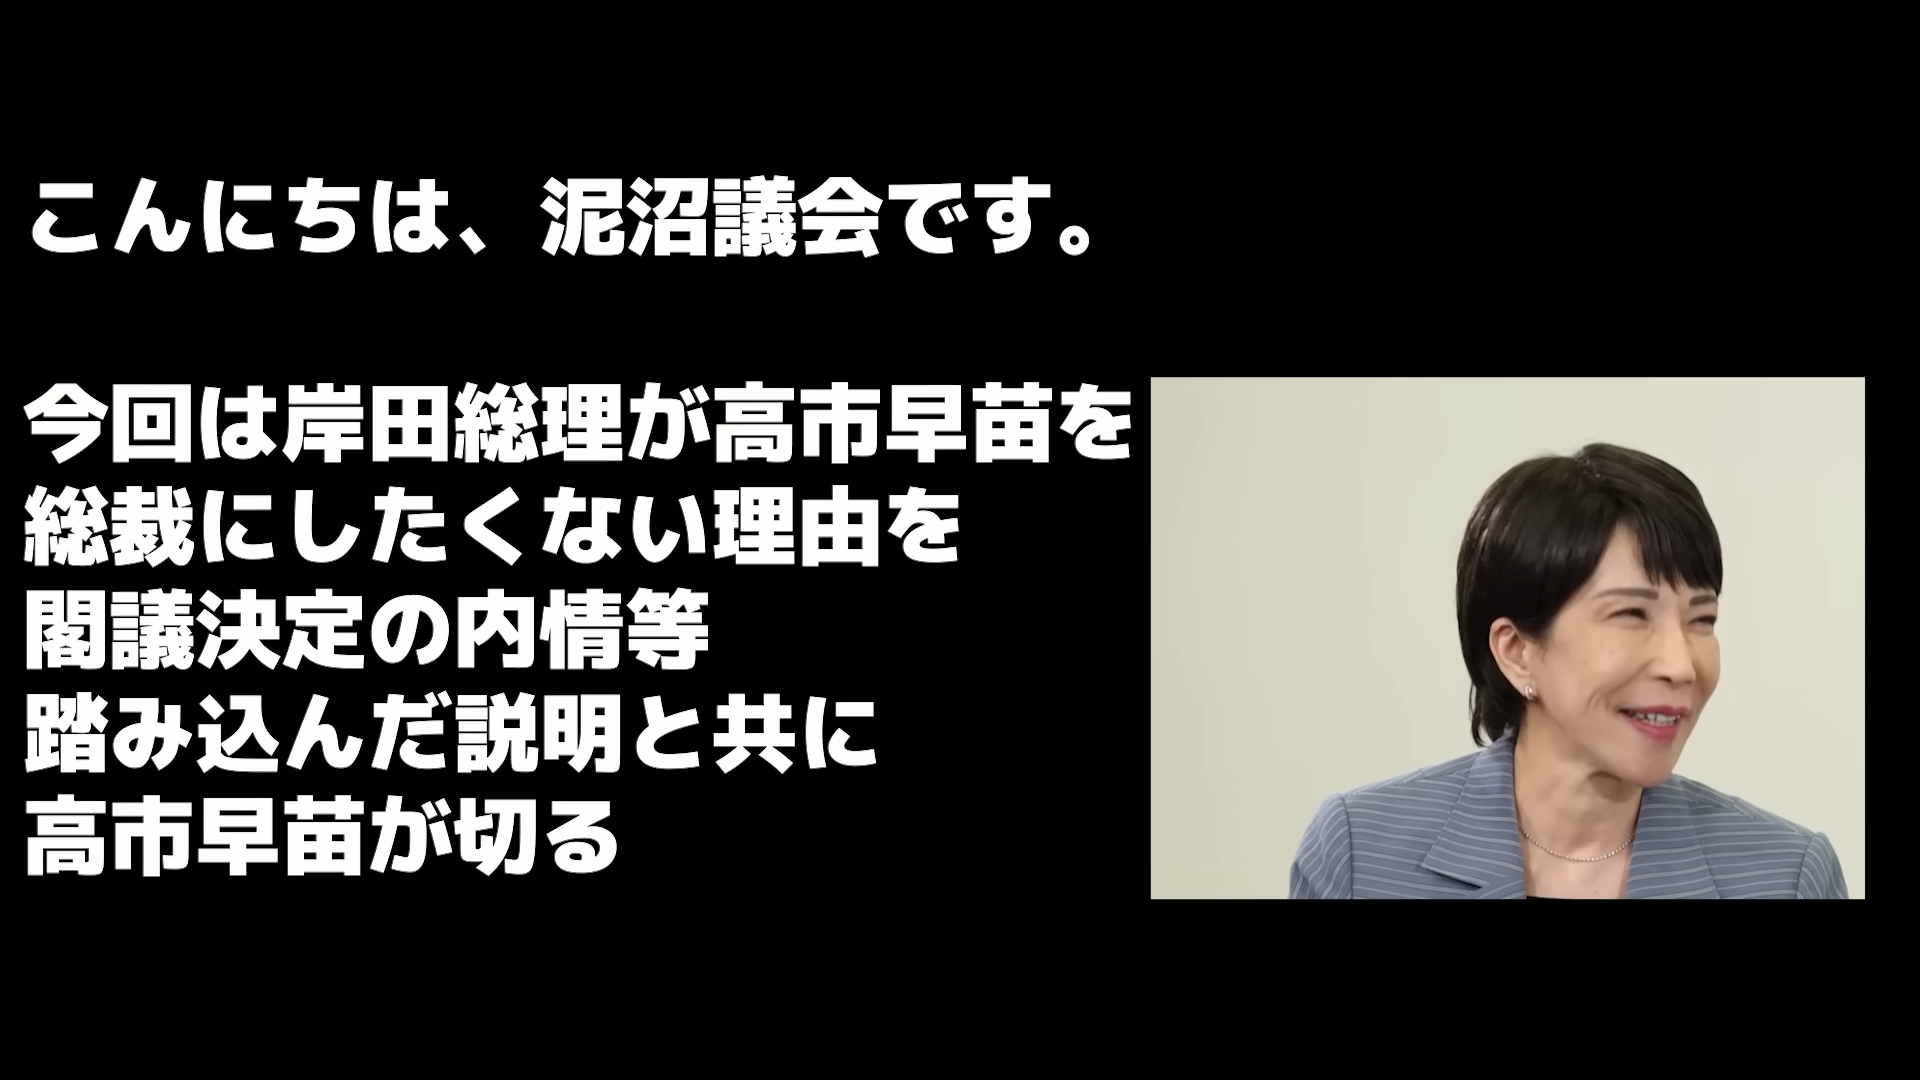 こんにちは、泥沼議会です。
今回は岸田総理が高市早苗を
総裁にしたくない理由を
閣議決定の内情等
踏み込んだ説明と共に
高市早苗が切る